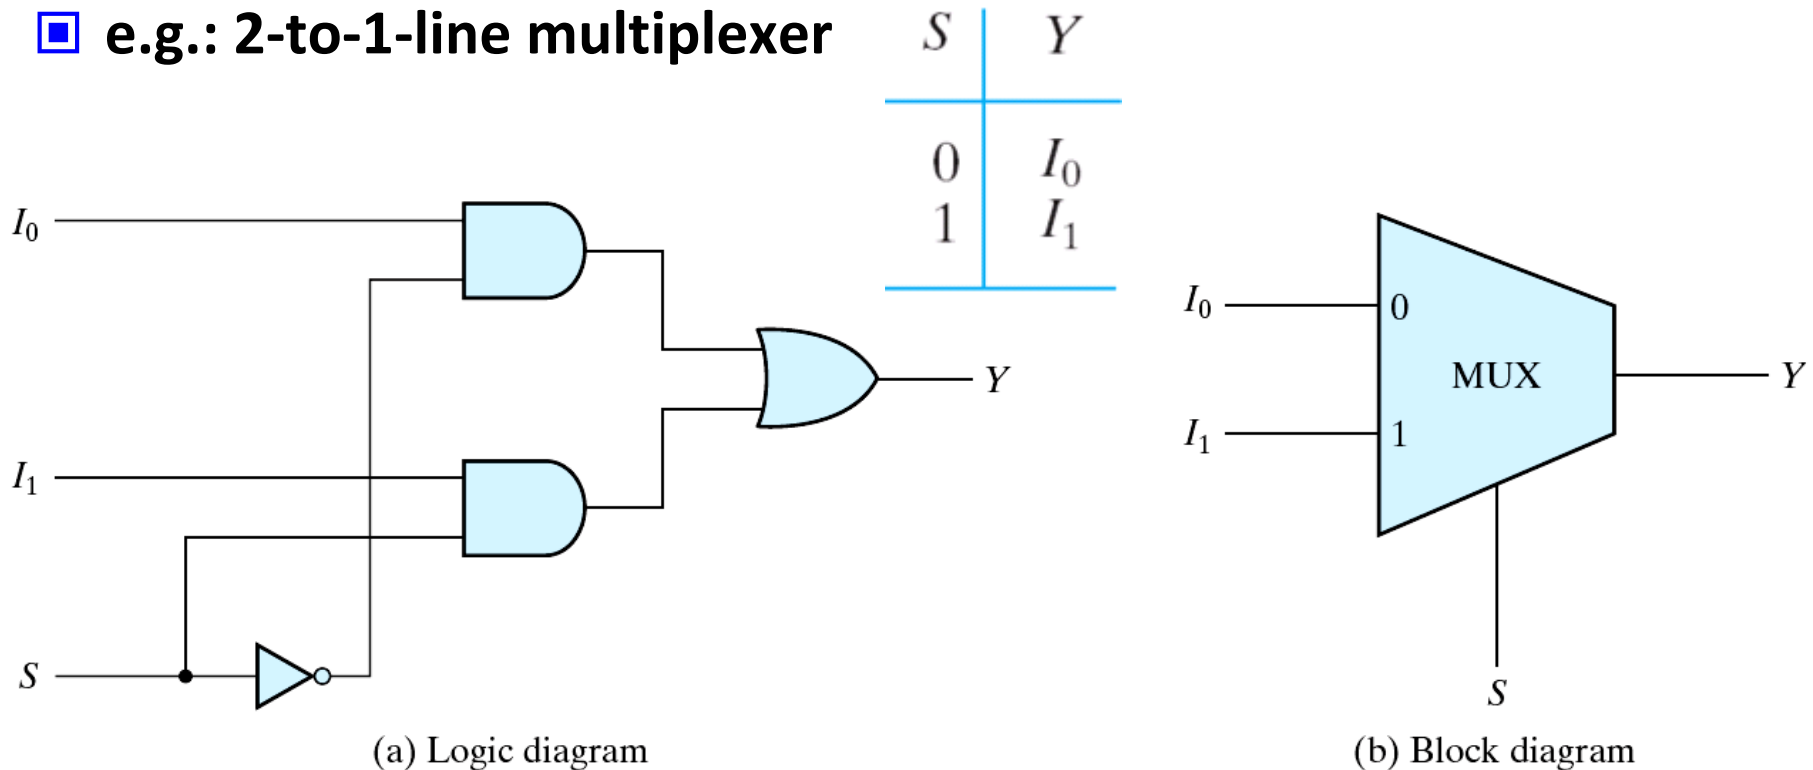 e.g.: 2-to-1-line multiplexer
S Y
0 I₀
1 I₁
I₀
I₁
S
Y
(a) Logic diagram
I₀
0
I₁
1
MUX
Y
S
(b) Block diagram